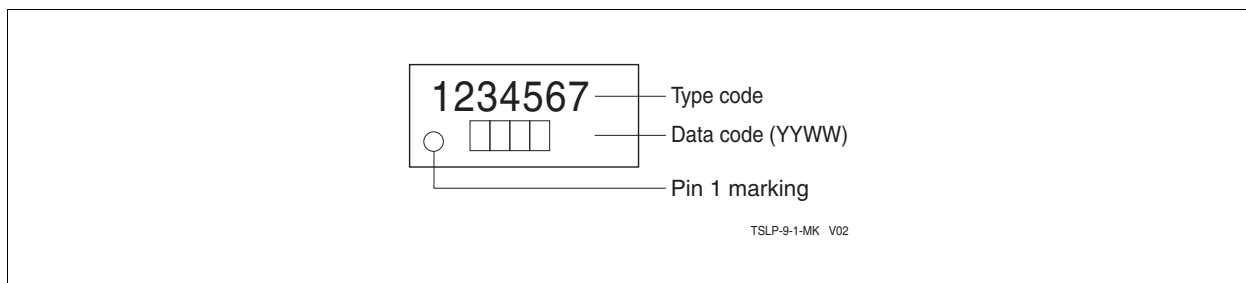 1234567
Type code
Data code (YYWW)
Pin 1 marking
TSLP-9-1-MK V02